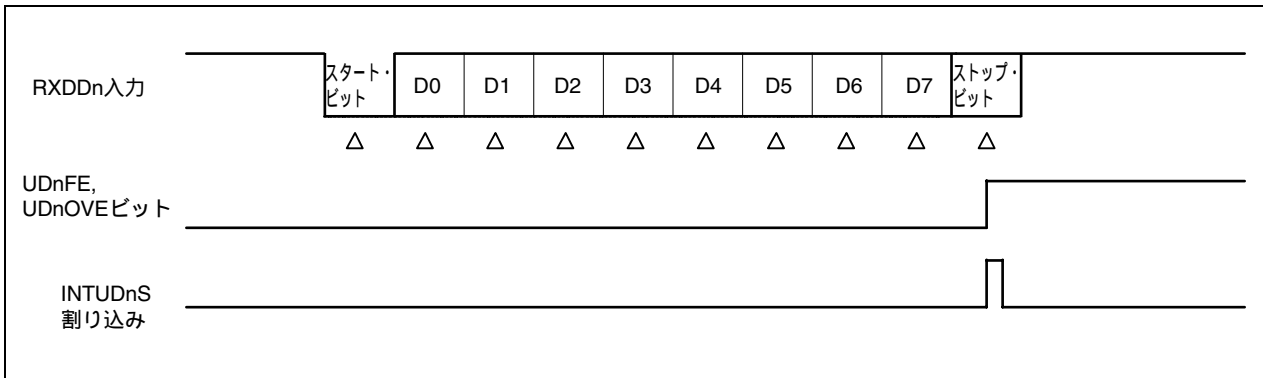 RXDDn入力
スタート・
ビット
D0
D1
D2
D3
D4
D5
D6
D7
ストップ・
ビット
UDnFE,
UDnOVEビット
INTUDnS
割り込み